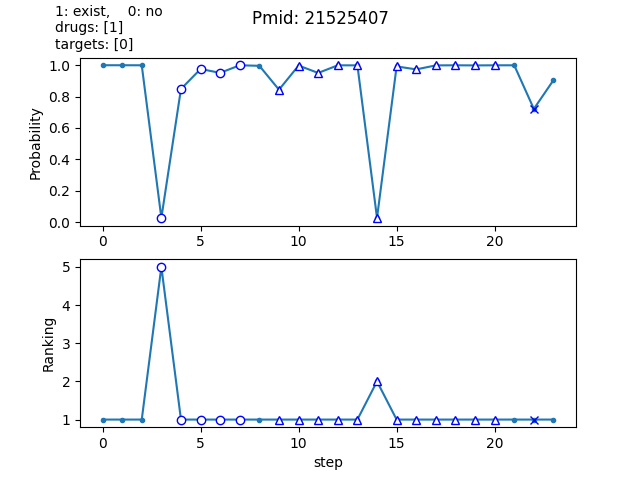 1: exist,    0: no
drugs: [1]
targets: [0]
Pmid: 21525407
Probability
1.0
0.8
0.6
0.4
0.2
0.0
0 5 10 15 20
Ranking
5
4
3
2
1
0 5 10 15 20
step